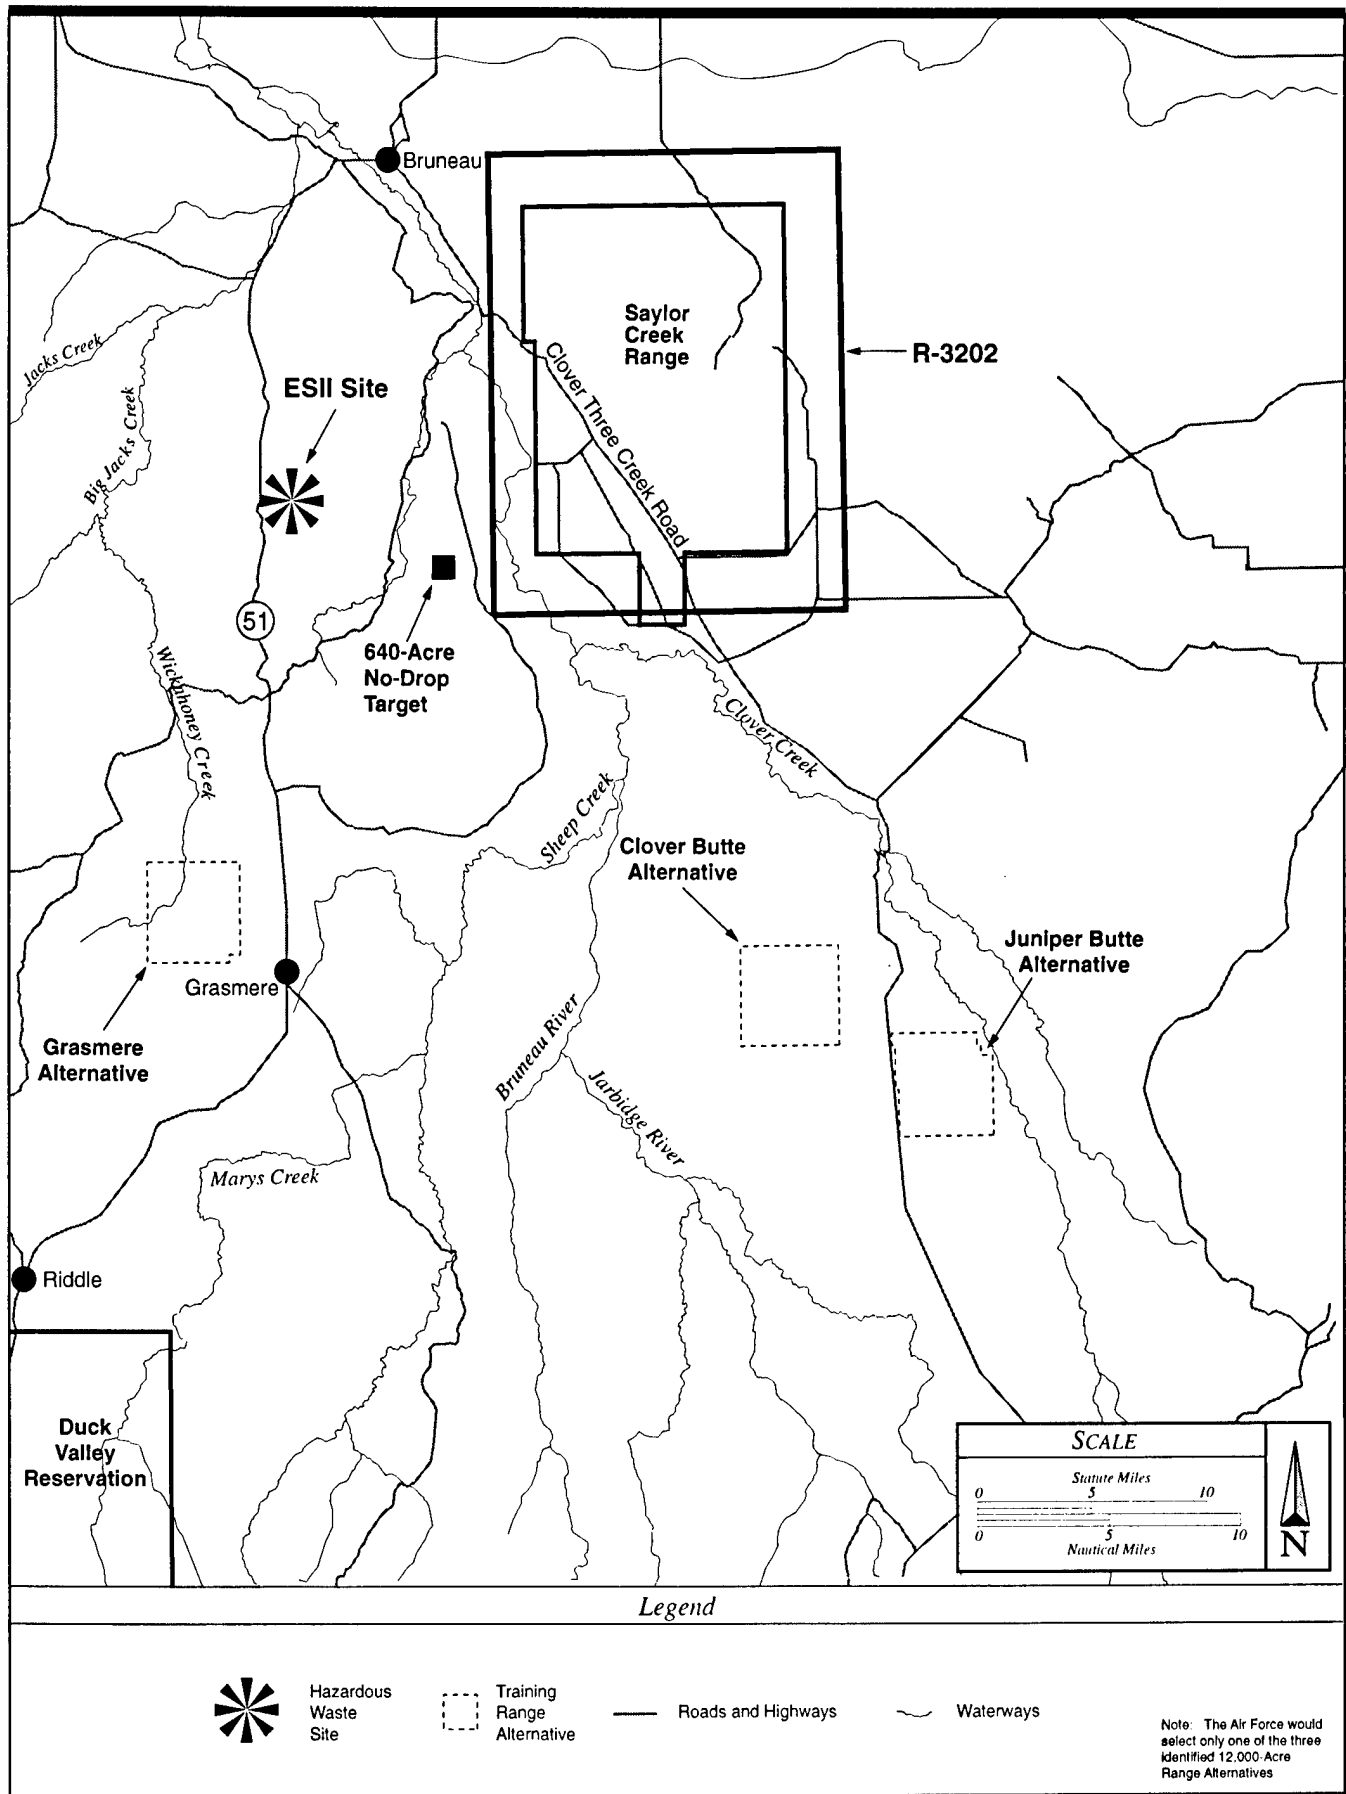 Bruneau
Saylor
Creek
Range
R-3202
Clover Three Creek Road
Jacks Creek
ESII Site
Big Jacks Creek
51
640-Acre
No-Drop
Target
Wickahoney Creek
Clover Creek
Sheep Creek
Clover Butte
Alternative
Juniper Butte
Alternative
Grasmere
Grasmere
Alternative
Bruneau River
Jarbidge River
Marys Creek
Riddle
Duck
Valley
Reservation
SCALE
Statute Miles
0 5 10
0 5 10
Nautical Miles
N
Legend
Hazardous
Waste
Site
Training
Range
Alternative
Roads and Highways
Waterways
Note: The Air Force would
select only one of the three
identified 12,000-Acre
Range Alternatives